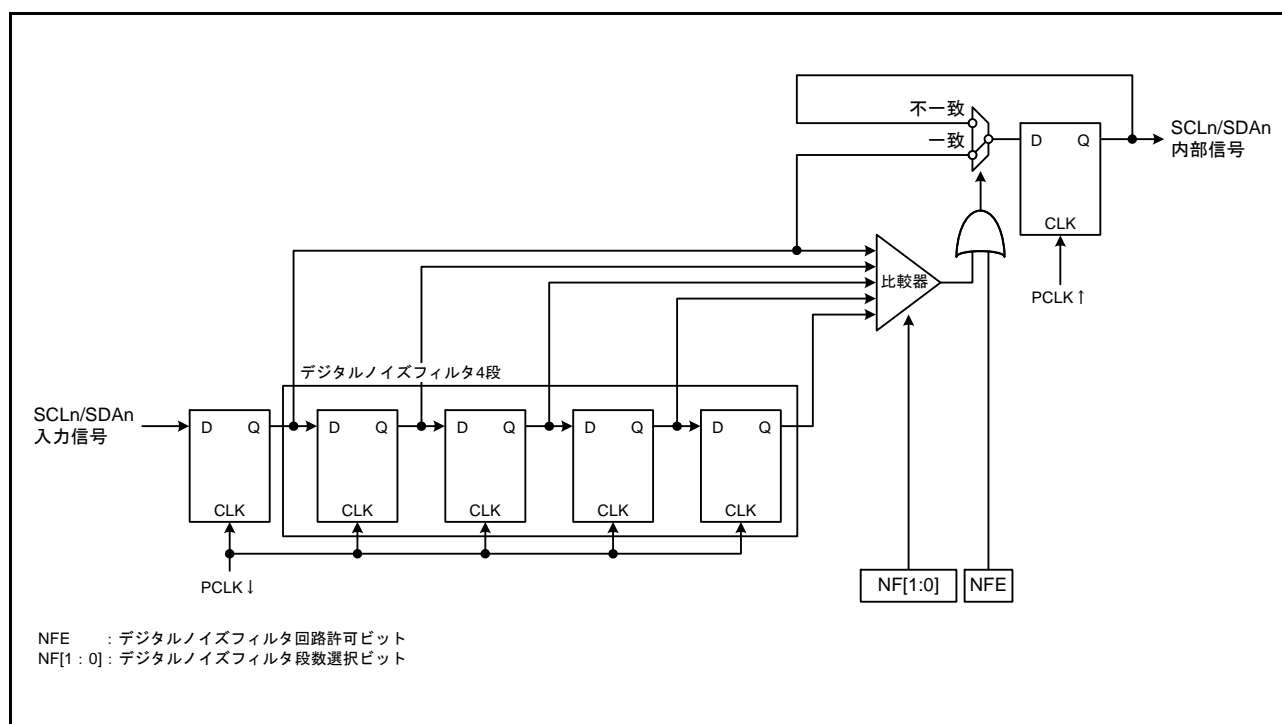 不一致
一致
D Q
CLK
SCLn/SDAn
内部信号
PCLK↑
比較器
デジタルノイズフィルタ4段
SCLn/SDAn
入力信号
D Q
CLK
D Q
CLK
D Q
CLK
D Q
CLK
D Q
CLK
PCLK↓
NF[1:0]
NFE
NFE : デジタルノイズフィルタ回路許可ビット
NF[1 : 0] : デジタルノイズフィルタ段数選択ビット